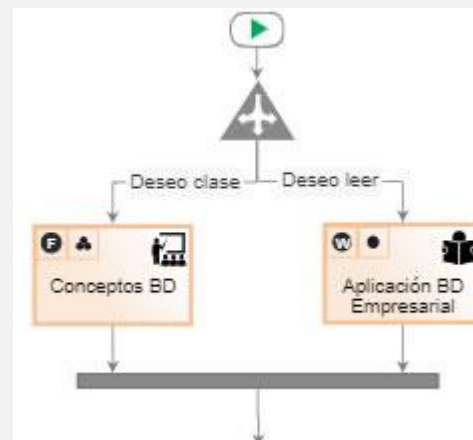 Deseo clase
Deseo leer
F
Conceptos BD
W
Aplicación BD
Empresarial